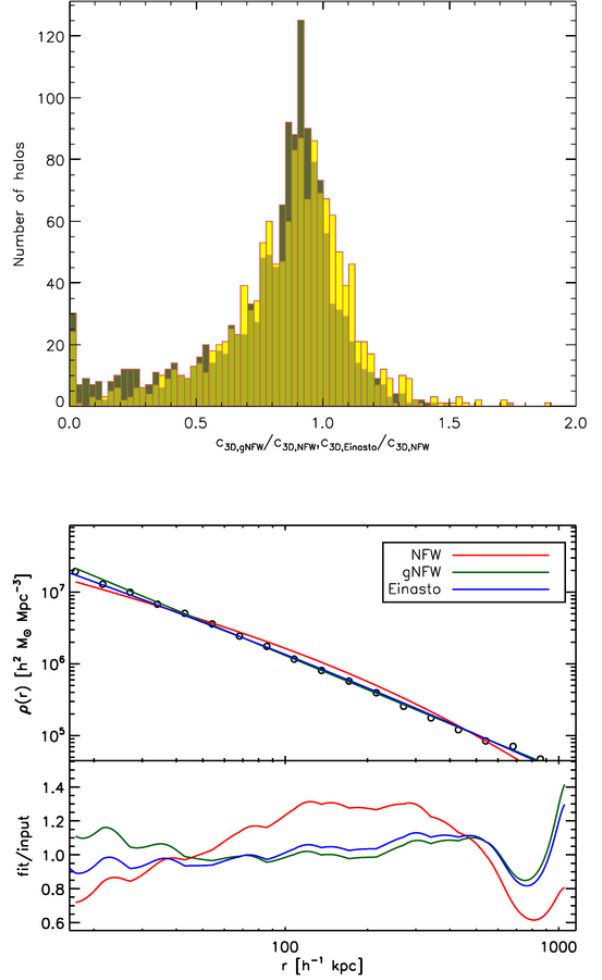 120
100
80
60
40
20
0
Number of halos
0.0 0.5 1.0 1.5 2.0
c3D,gNFW/c3D,NFW,c3D,Einasto/c3D,NFW
NFW
gNFW
Einasto
10⁷
10⁶
10⁵
ρ(r) [h² M⊙ Mpc⁻³]
1.4
1.2
1.0
0.8
0.6
fit/input
100 1000
r [h⁻¹ kpc]